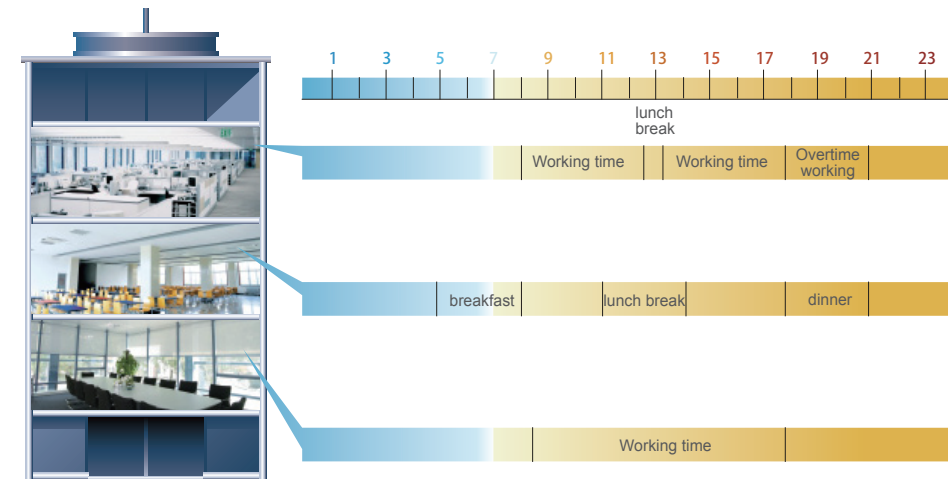 1 3 5 7 9 11 13 15 17 19 21 23
lunch
break
Working time Working time Overtime
working
breakfast lunch break dinner
Working time